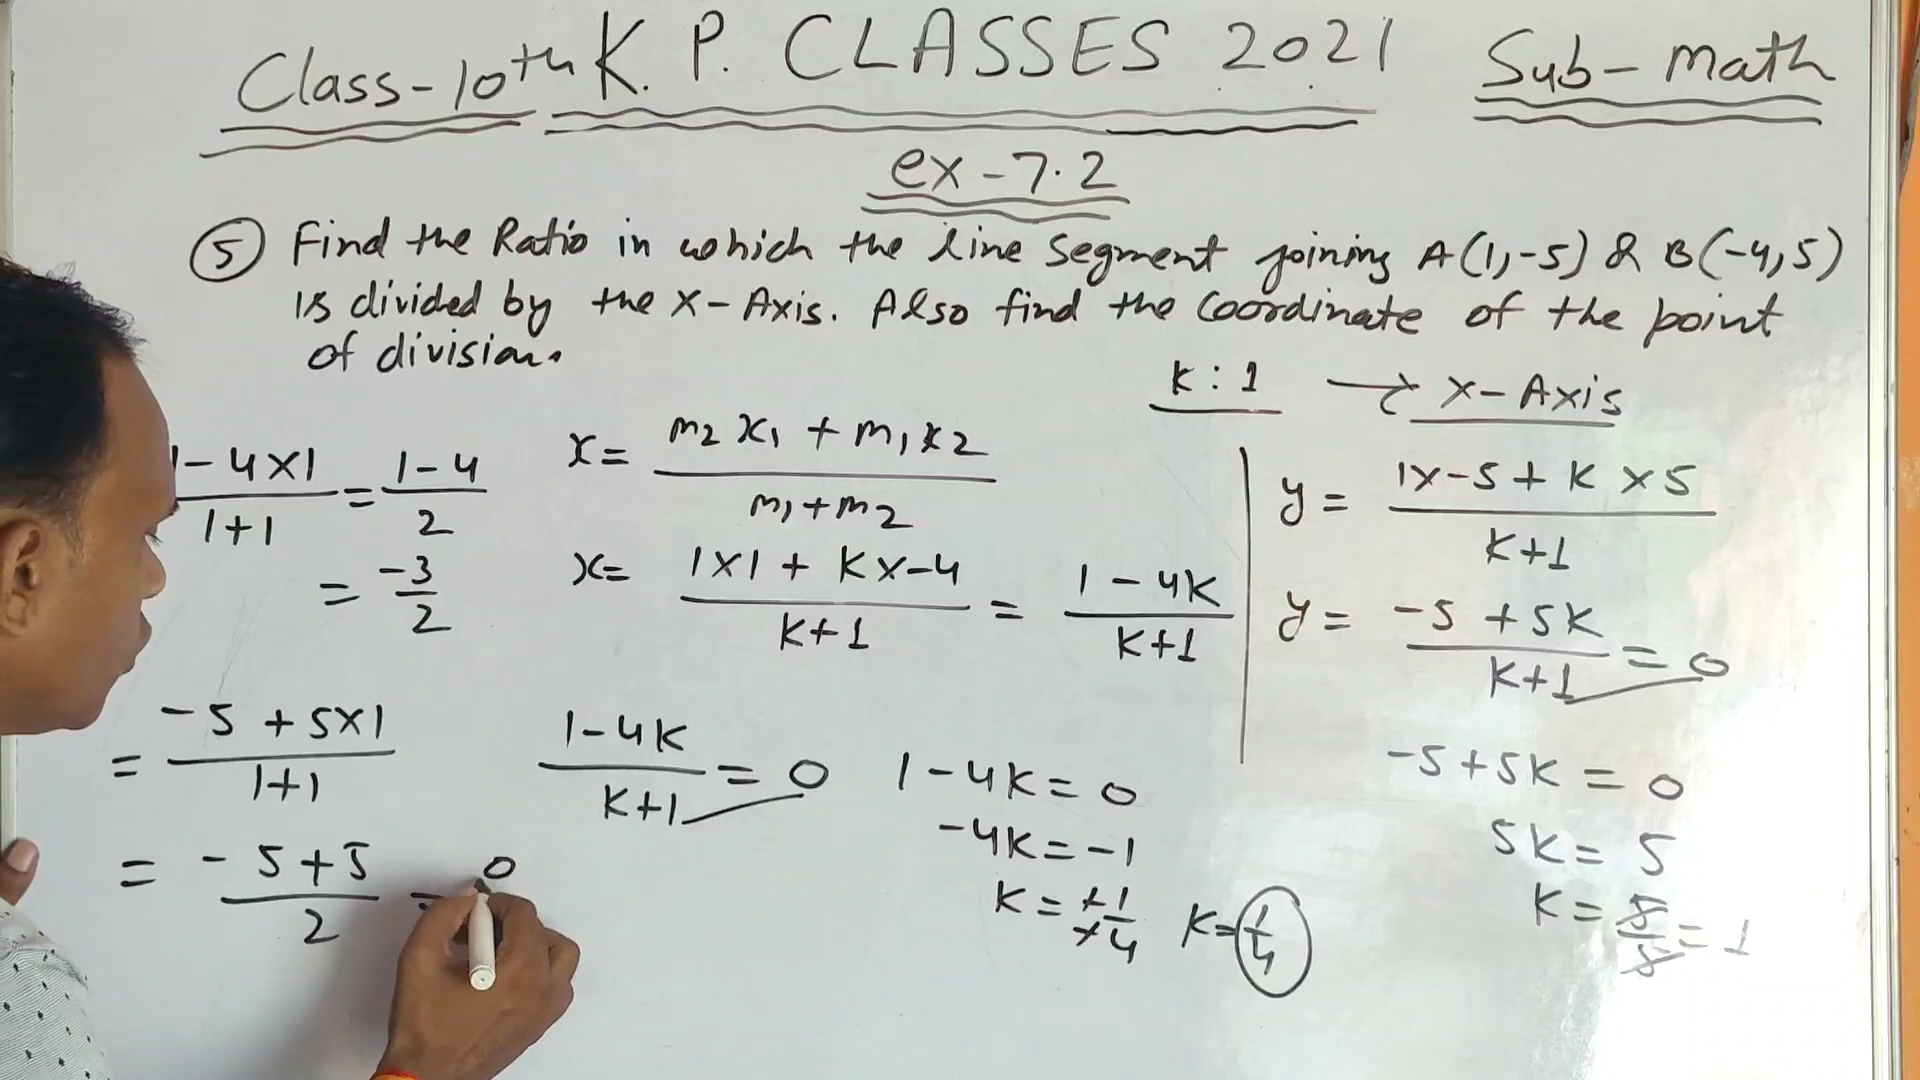 Class-10th K. P. CLASSES 2021 Sub-Math
ex-7.2
5 Find the Ratio in which the line Segment joining A(1,-5) & B(-4,5)
is divided by the X-Axis. Also find the Coordinate of the point
of division.
K:1 → X-Axis
1-4×1/1+1 = 1-4/2
= -3/2
= -5+5×1/1+1
= -5+5/2 = 0
x= m2x1+m1x2/m1+m2
x= 1×1+K×-4/K+1 = 1-4K/K+1
1-4K/K+1 = 0
1-4K=0
-4K=-1
K=+1/+4 K=1/4
y= 1×-5+K×5/K+1
y= -5+5K/K+1 = 0
-5+5K=0
5K=5
K=5/5=1